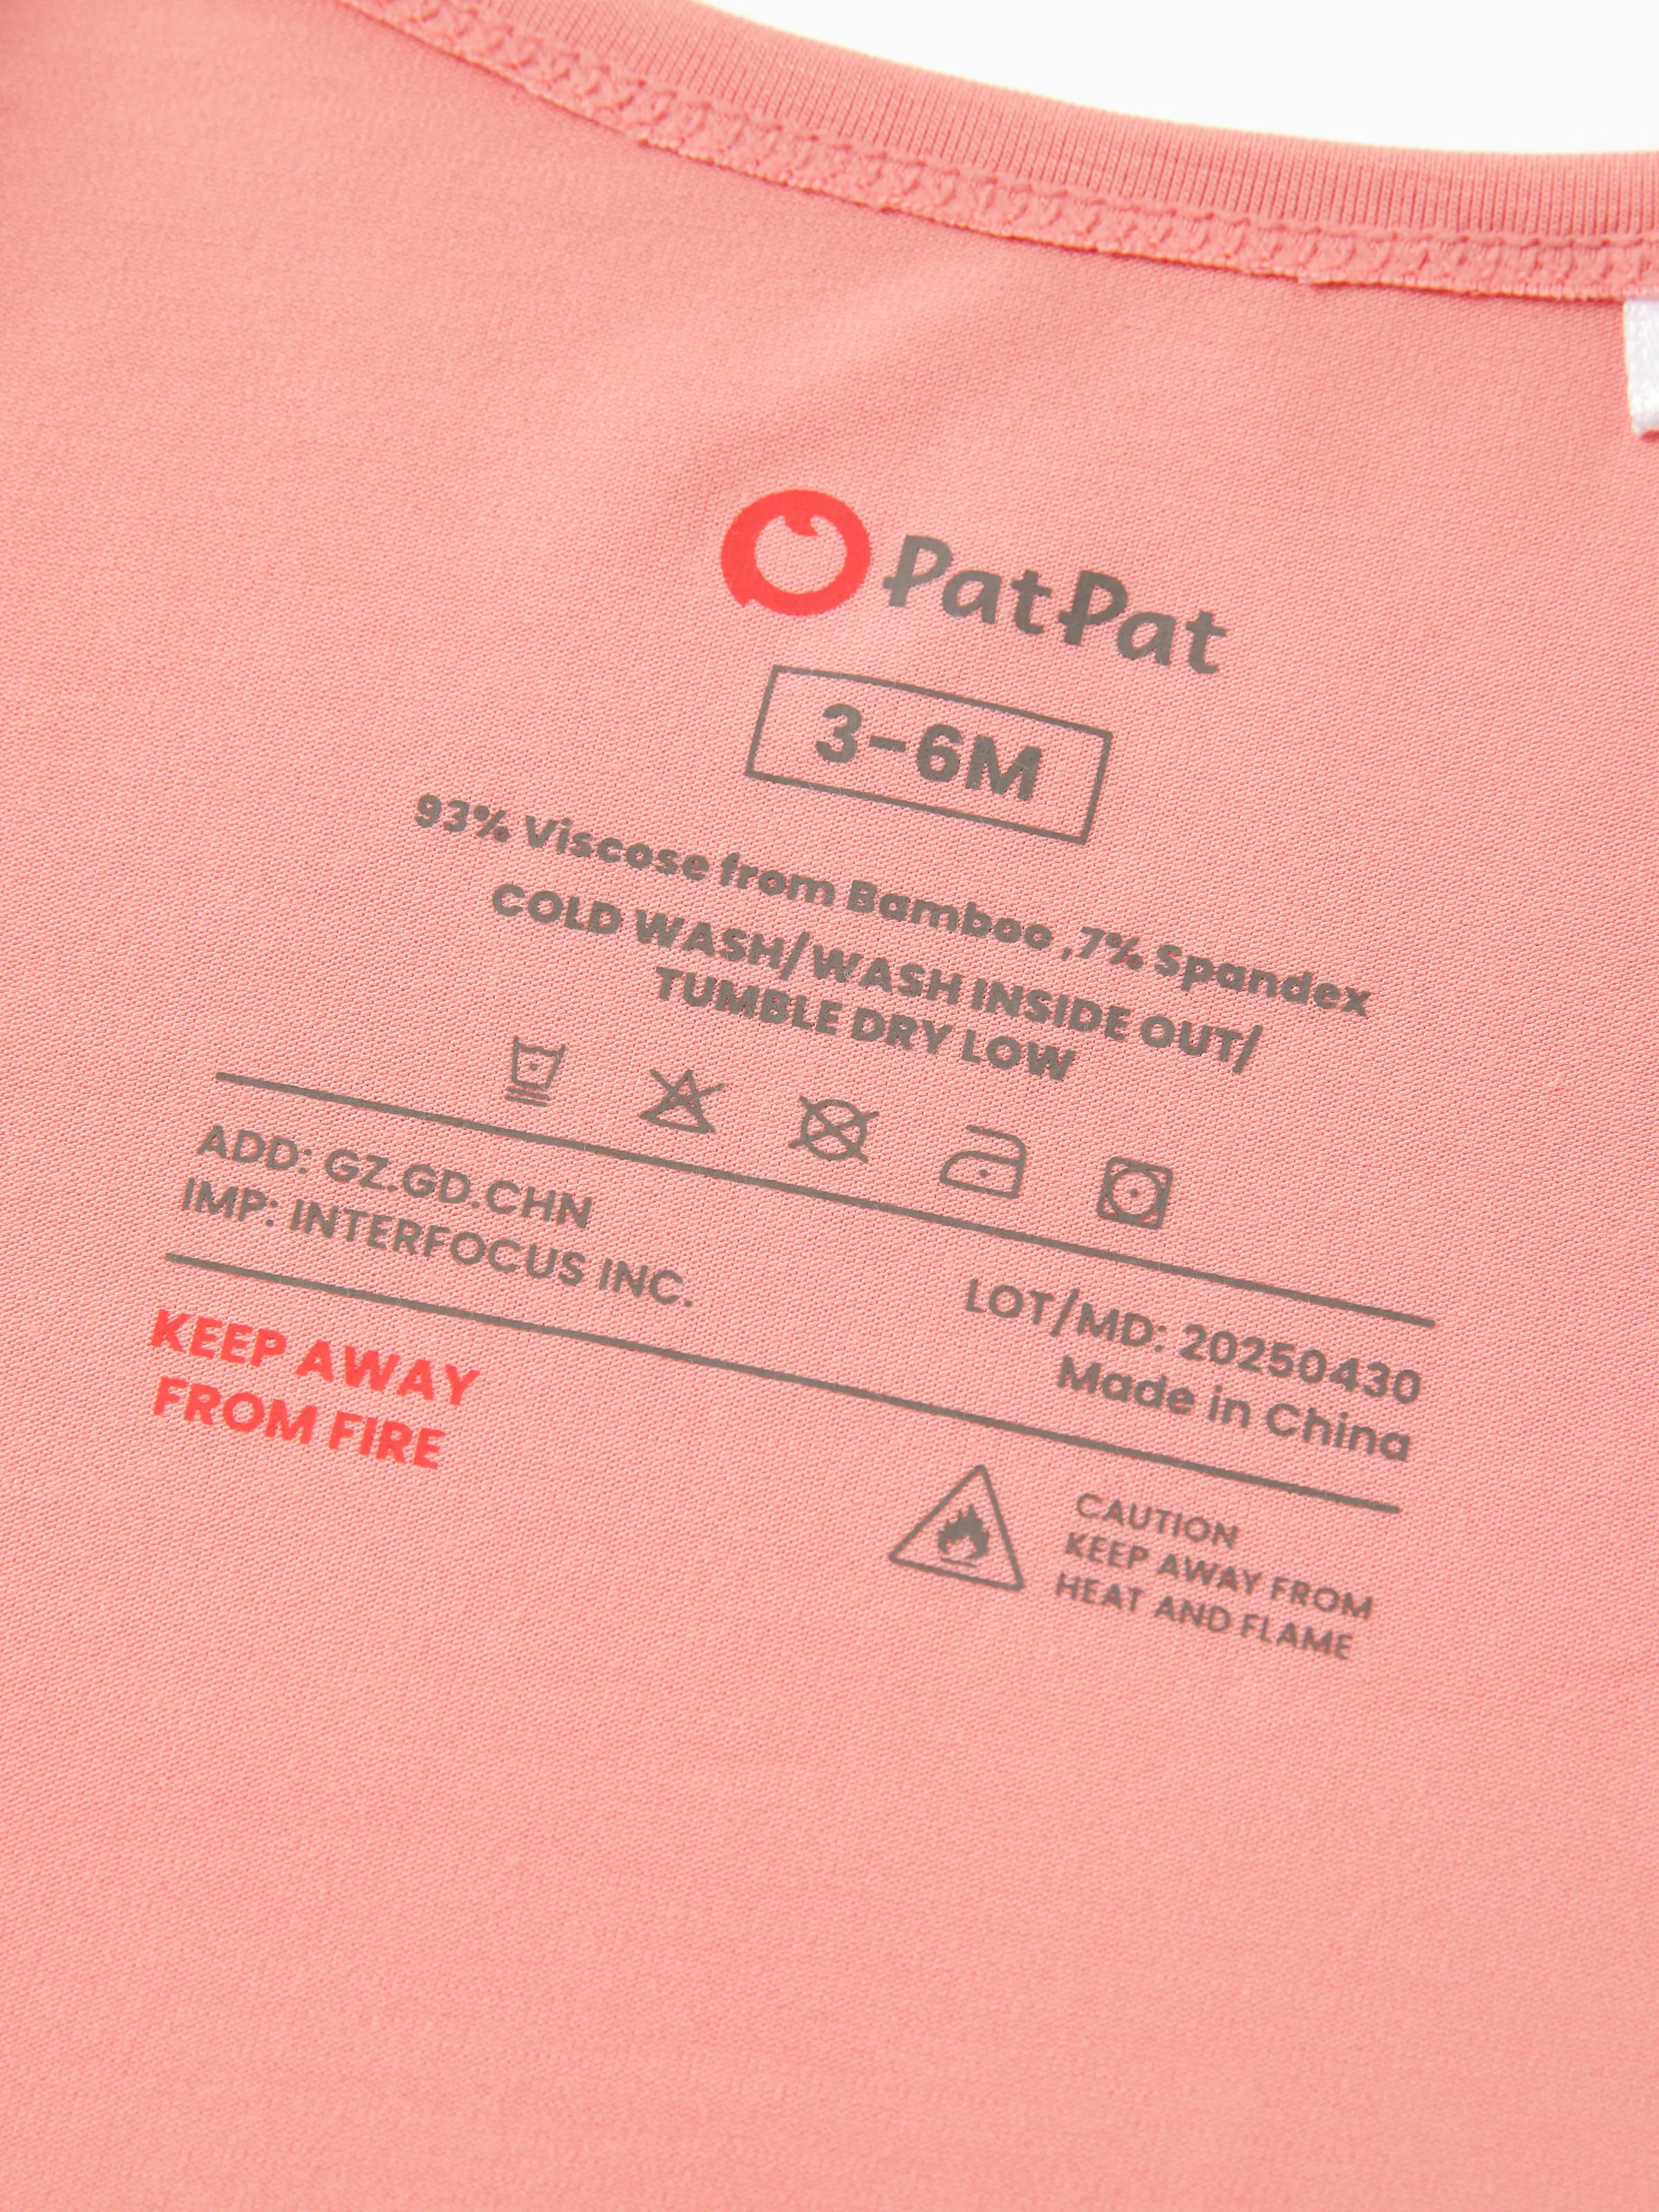 PatPat
3-6M
93% Viscose from Bamboo ,7% Spandex
COLD WASH/WASH INSIDE OUT/
TUMBLE DRY LOW
ADD: GZ.GD.CHN
IMP: INTERFOCUS INC.
LOT/MD: 20250430
Made in China
KEEP AWAY
FROM FIRE
CAUTION
KEEP AWAY FROM
HEAT AND FLAME